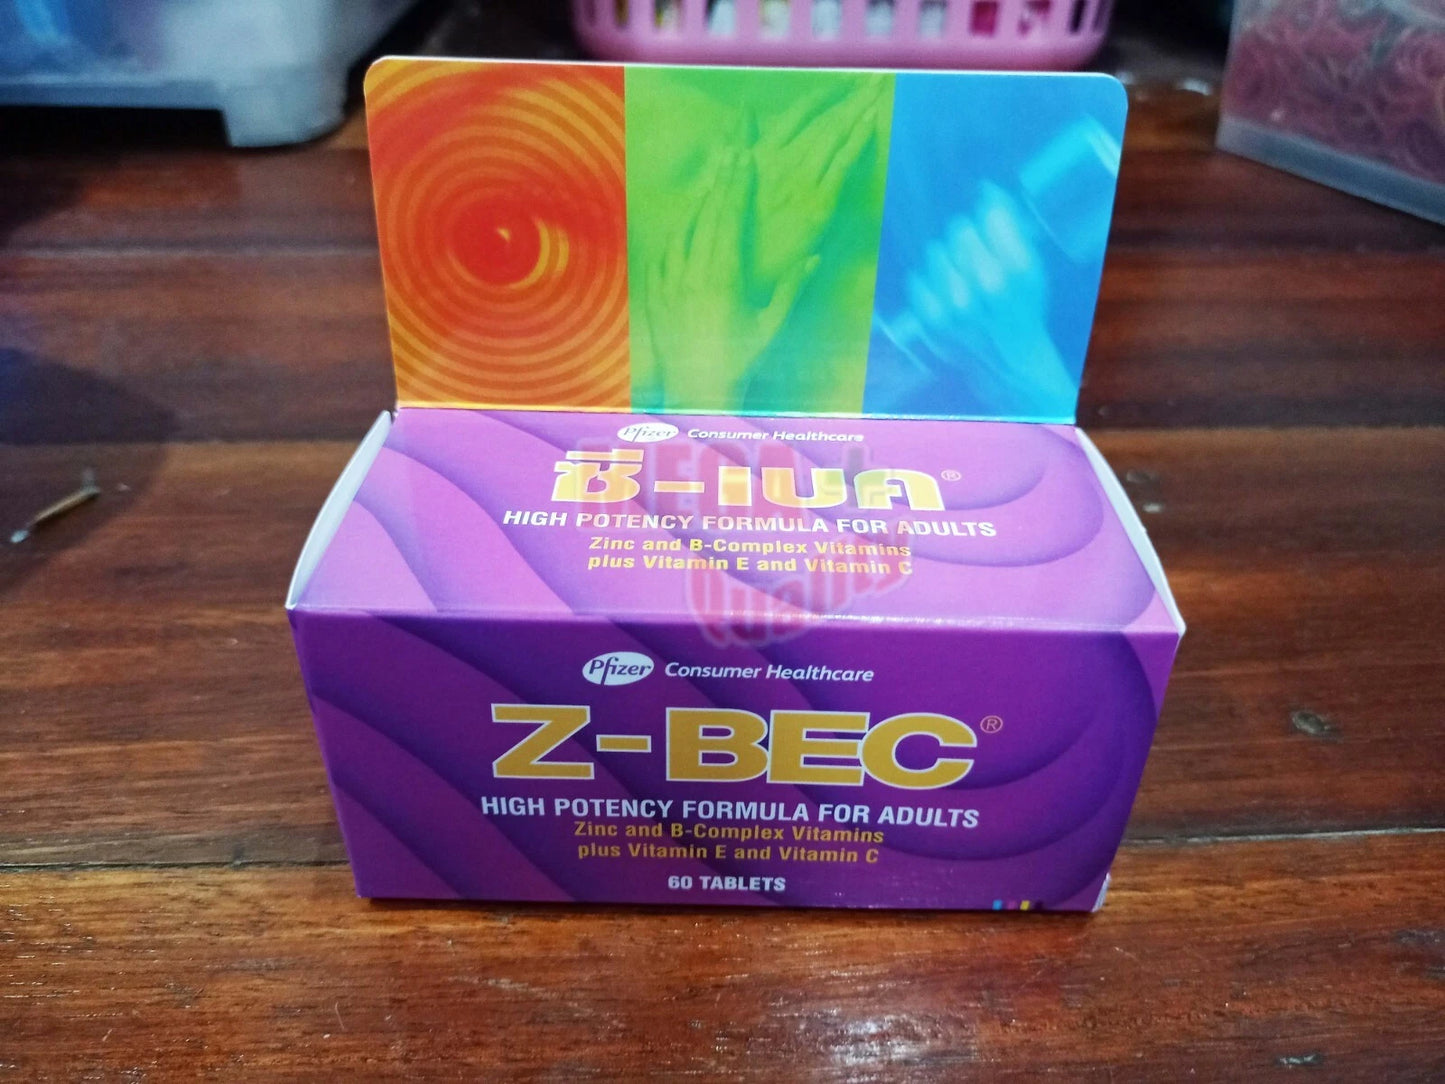 Pfizer Consumer Healthcare
ซี-เบค®
HIGH POTENCY FORMULA FOR ADULTS
Zinc and B-Complex Vitamins
plus Vitamin E and Vitamin C
Pfizer Consumer Healthcare
Z-BEC®
HIGH POTENCY FORMULA FOR ADULTS
Zinc and B-Complex Vitamins
plus Vitamin E and Vitamin C
60 TABLETS